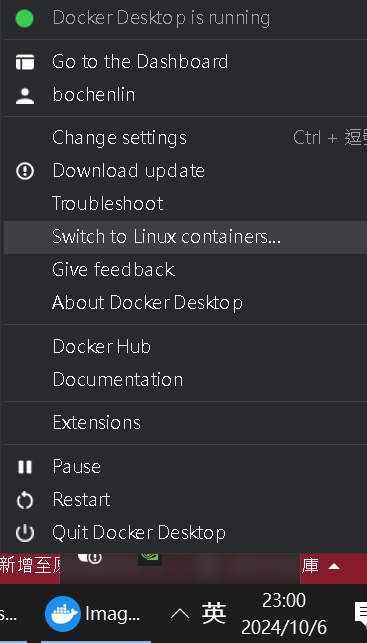 Docker Desktop is running
Go to the Dashboard
bochenlin
Change settings Ctrl + 逗
Download update
Troubleshoot
Switch to Linux containers...
Give feedback
About Docker Desktop
Docker Hub
Documentation
Extensions
Pause
Restart
Quit Docker Desktop
新增至 庫
s... Imag... 英 23:00
2024/10/6